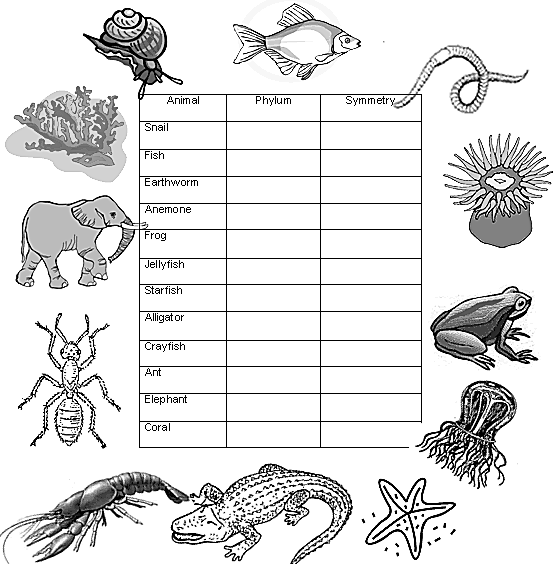 Animal Phylum Symmetry
Snail
Fish
Earthworm
Anemone
Frog
Jellyfish
Starfish
Alligator
Crayfish
Ant
Elephant
Coral